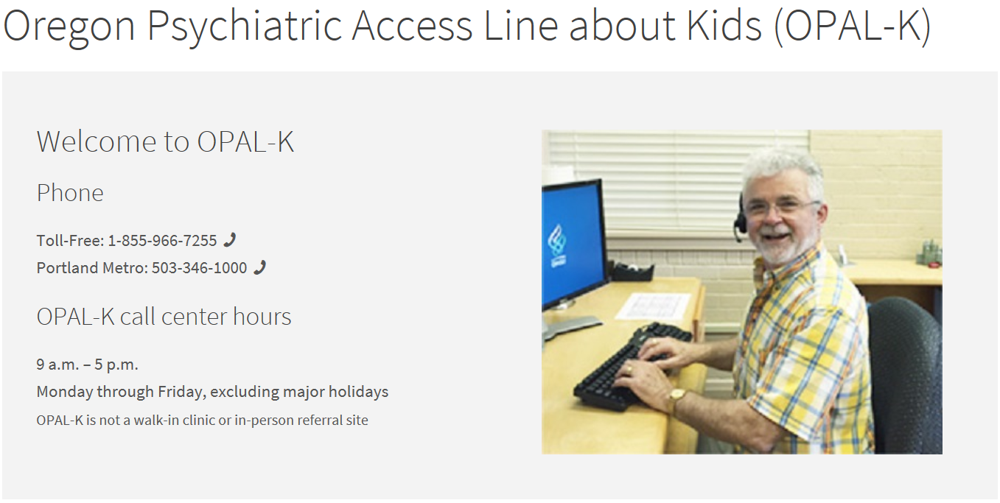 Oregon Psychiatric Access Line about Kids (OPAL-K)
Welcome to OPAL-K
Phone
Toll-Free: 1-855-966-7255
Portland Metro: 503-346-1000
OPAL-K call center hours
9 a.m. – 5 p.m.
Monday through Friday, excluding major holidays
OPAL-K is not a walk-in clinic or in-person referral site